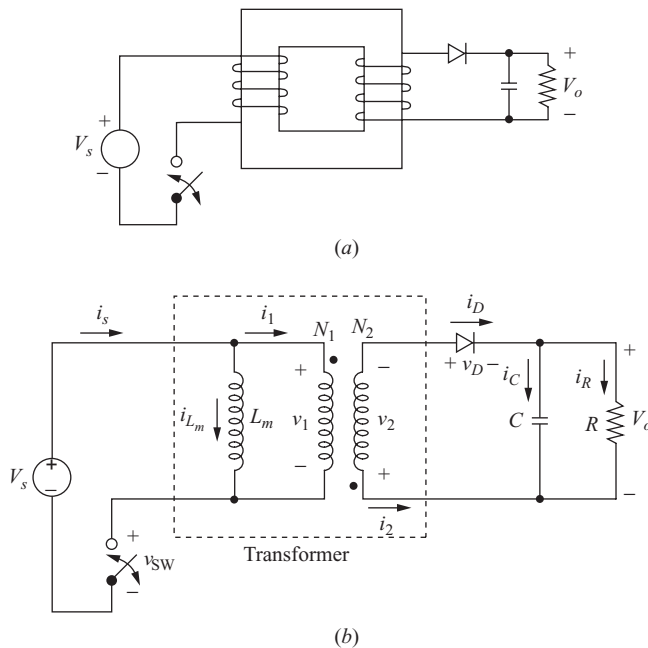 +
V_s
−
+
V_o
−
(a)
i_s
i_1
N_1 N_2
i_D
+ v_D −
i_C
i_R
+
i_{L_m}
L_m
+
v_1
−
−
v_2
+
C
R
V_o
−
V_s
+
−
i_2
+
v_SW
−
Transformer
(b)